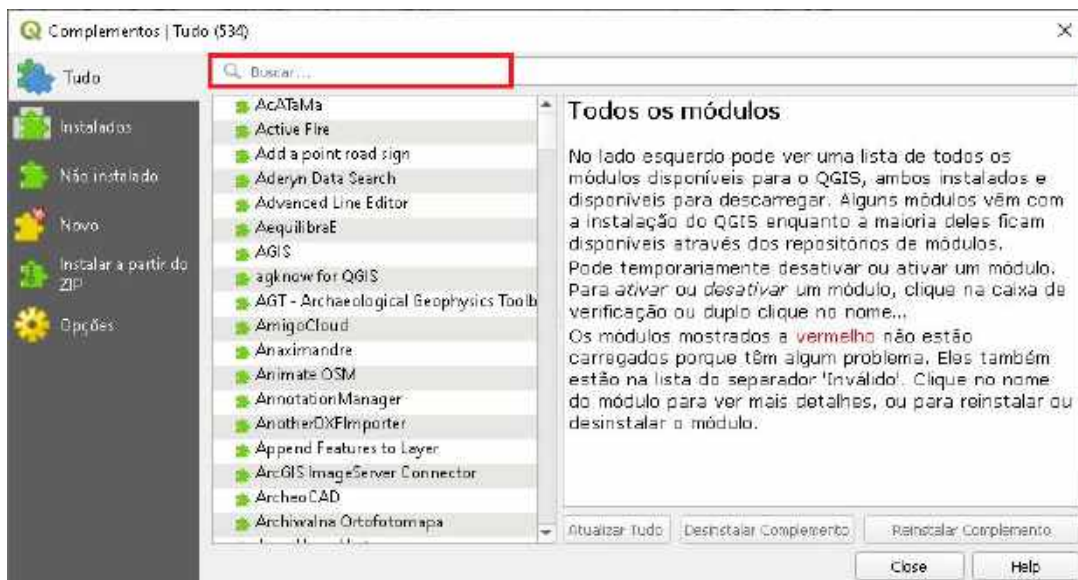 Complementos | Tudo (534)
Tudo
Instalados
Não instalado
Novo
Instalar a partir do
ZIP
Opções
Buscar...
AcATaMa
Active Fire
Add a point road sign
Aderyn Data Search
Advanced Line Editor
AequilibraE
AGIS
agknow for QGIS
AGT - Archaeological Geophysics Toolb
AmigoCloud
Anaximandre
Animate OSM
AnnotationManager
AnotherDXFImporter
Append Features to Layer
ArcGIS ImageServer Connector
ArcheoCAD
Archiwalna Ortofotomapa
Todos os módulos
No lado esquerdo pode ver uma lista de todos os
módulos disponíveis para o QGIS, ambos instalados e
disponíveis para descarregar. Alguns módulos vêm com
a instalação do QGIS enquanto a maioria deles ficam
disponíveis através dos repositórios de módulos.
Pode temporariamente desativar ou ativar um módulo.
Para ativar ou desativar um módulo, clique na caixa de
verificação ou duplo clique no nome...
Os módulos mostrados a vermelho não estão
carregados porque têm algum problema. Eles também
estão na lista do separador 'Inválido'. Clique no nome
do módulo para ver mais detalhes, ou para reinstalar ou
desinstalar o módulo.
Atualizar Tudo
Desinstalar Complemento
Reinstalar Complemento
Close
Help